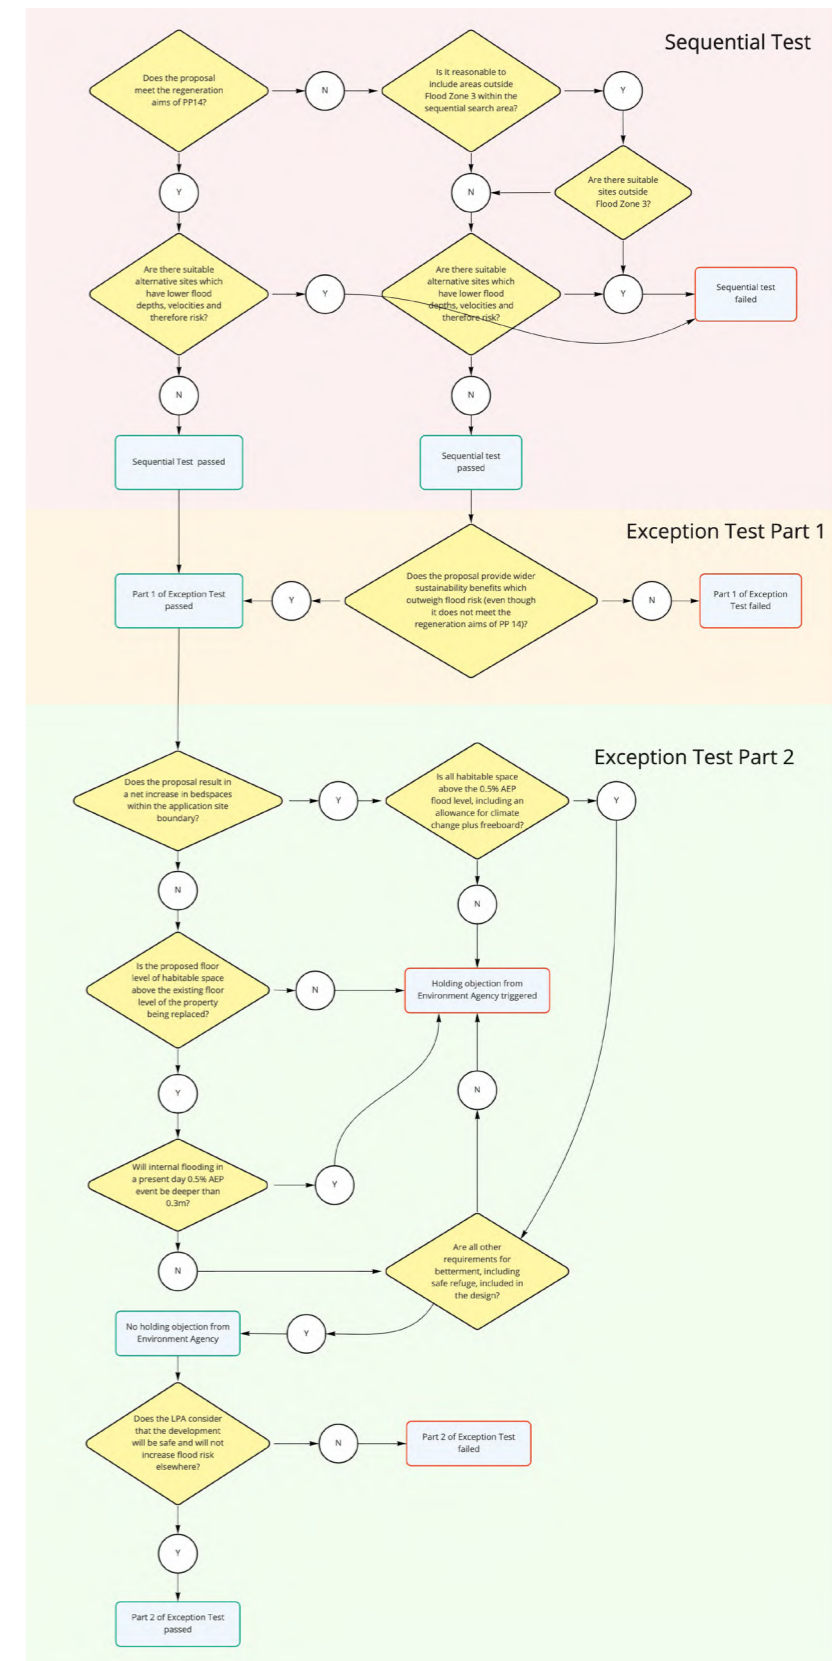 Sequential Test
Does the proposal
meet the regeneration
aims of PP14?
N
Is it reasonable to
include areas outside
Flood Zone 3 within the
sequential search area?
Y
Y
N
Are there suitable
sites outside
Flood Zone 3?
Are there suitable
alternative sites which
have lower flood
depths, velocities and
therefore risk?
Y
Are there suitable
alternative sites which
have lower flood
depths, velocities and
therefore risk?
Y
Sequential test
failed
N
N
Sequential Test passed
Sequential test
passed
Exception Test Part 1
Part 1 of Exception Test
passed
Y
Does the proposal provide wider
sustainability benefits which
outweigh flood risk (even though
it does not meet the
regeneration aims of PP 14)?
N
Part 1 of Exception
Test failed
Exception Test Part 2
Does the proposal result in
a net increase in bedspaces
within the application site
boundary?
Y
Is all habitable space
above the 0.5% AEP
flood level, including an
allowance for climate
change plus freeboard?
Y
N
N
Is the proposed floor
level of habitable space
above the existing floor
level of the property
being replaced?
N
Holding objection from
Environment Agency triggered
Y
N
Will internal flooding in
a present day 0.5% AEP
event be deeper than
0.3m?
Y
N
Are all other
requirements for
betterment, including
safe refuge, included in
the design?
No holding objection from
Environment Agency
Y
Does the LPA consider
that the development
will be safe and will not
increase flood risk
elsewhere?
N
Part 2 of Exception Test
failed
Y
Part 2 of Exception Test
passed